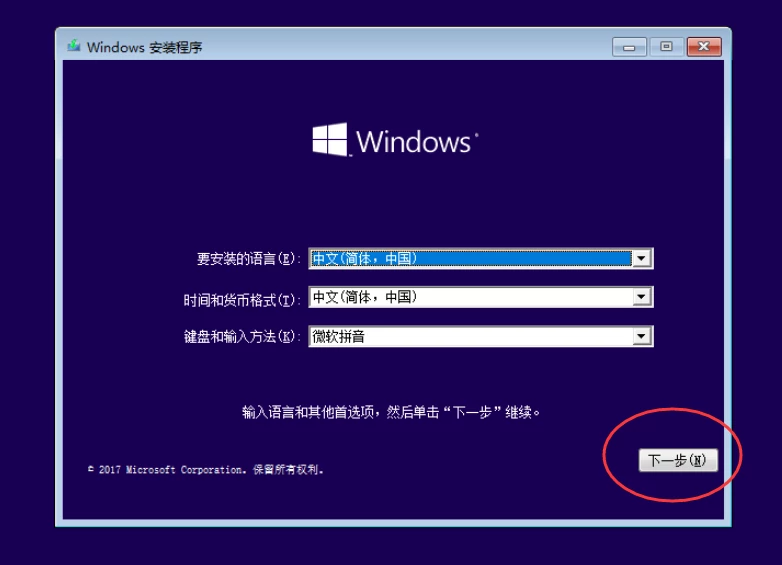 Windows 安装程序
Windows
要安装的语言(E):
中文(简体，中国)
时间和货币格式(T):
中文(简体，中国)
键盘和输入方法(K):
微软拼音
输入语言和其他首选项，然后单击“下一步”继续。
© 2017 Microsoft Corporation。保留所有权利。
下一步(N)